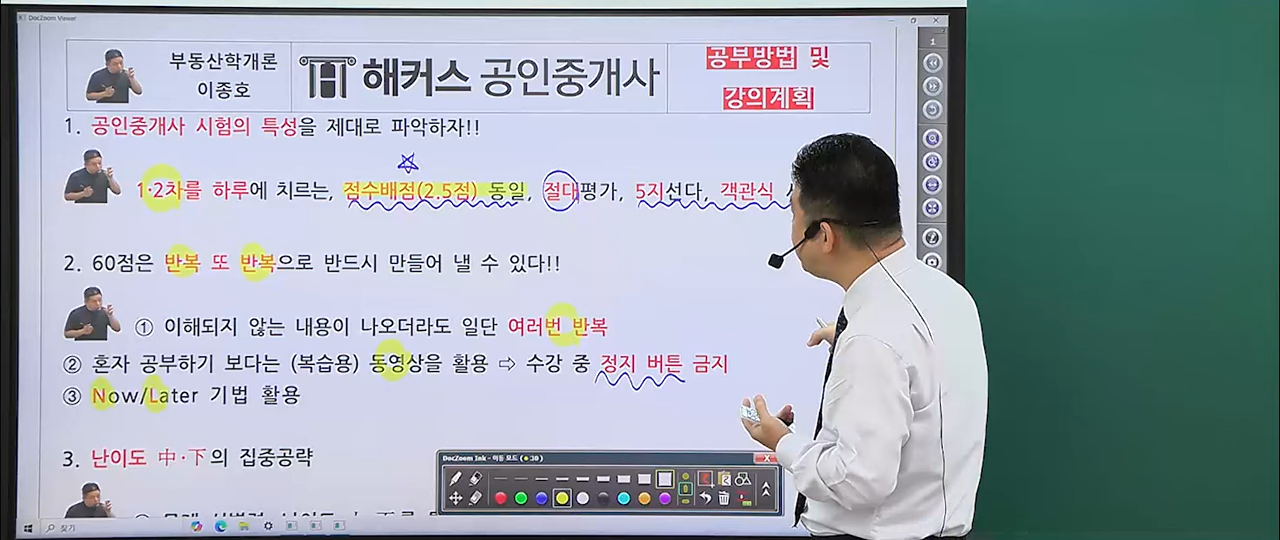 DocZoom Viewer
부동산학개론
이종호
해커스 공인중개사
공부방법 및
강의계획
1. 공인중개사 시험의 특성을 제대로 파악하자!!
1·2차를 하루에 치르는, 점수배점(2.5점) 동일, 절대평가, 5지선다, 객관식
2. 60점은 반복 또 반복으로 반드시 만들어 낼 수 있다!!
① 이해되지 않는 내용이 나오더라도 일단 여러번 반복
② 혼자 공부하기 보다는 (복습용) 동영상을 활용 ⇨ 수강 중 정지 버튼 금지
③ Now/Later 기법 활용
3. 난이도 中·下의 집중공략
DocZoom Ink - 이동 모드 (●30)
찾기
1